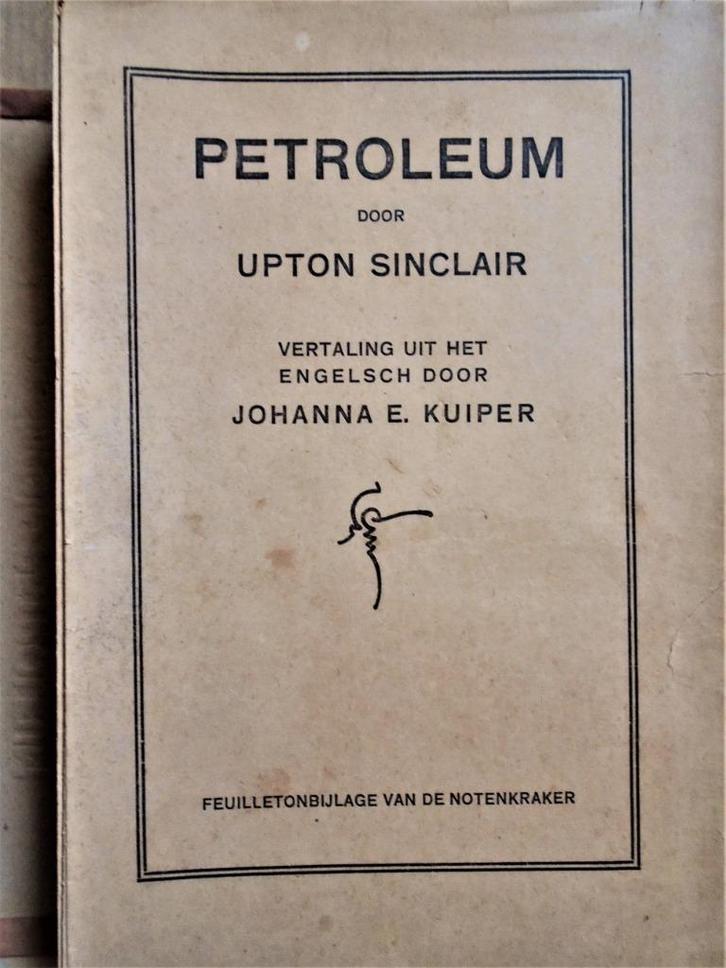 PETROLEUM
DOOR
UPTON SINCLAIR
VERTALING UIT HET
ENGELSCH DOOR
JOHANNA E. KUIPER
FEUILLETONBIJLAGE VAN DE NOTENKRAKER